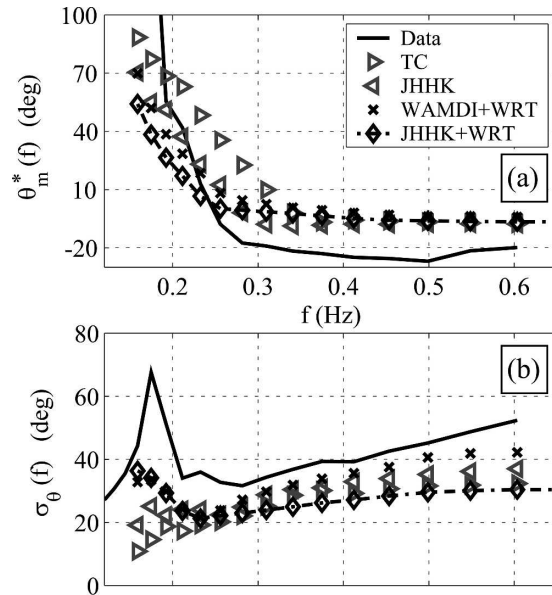 100
70
40
10
-20
θ*m(f) (deg)
Data
TC
JHHK
WAMDI+WRT
JHHK+WRT
(a)
0.2 0.3 0.4 0.5 0.6
f (Hz)
80
60
40
20
0
σθ(f) (deg)
(b)